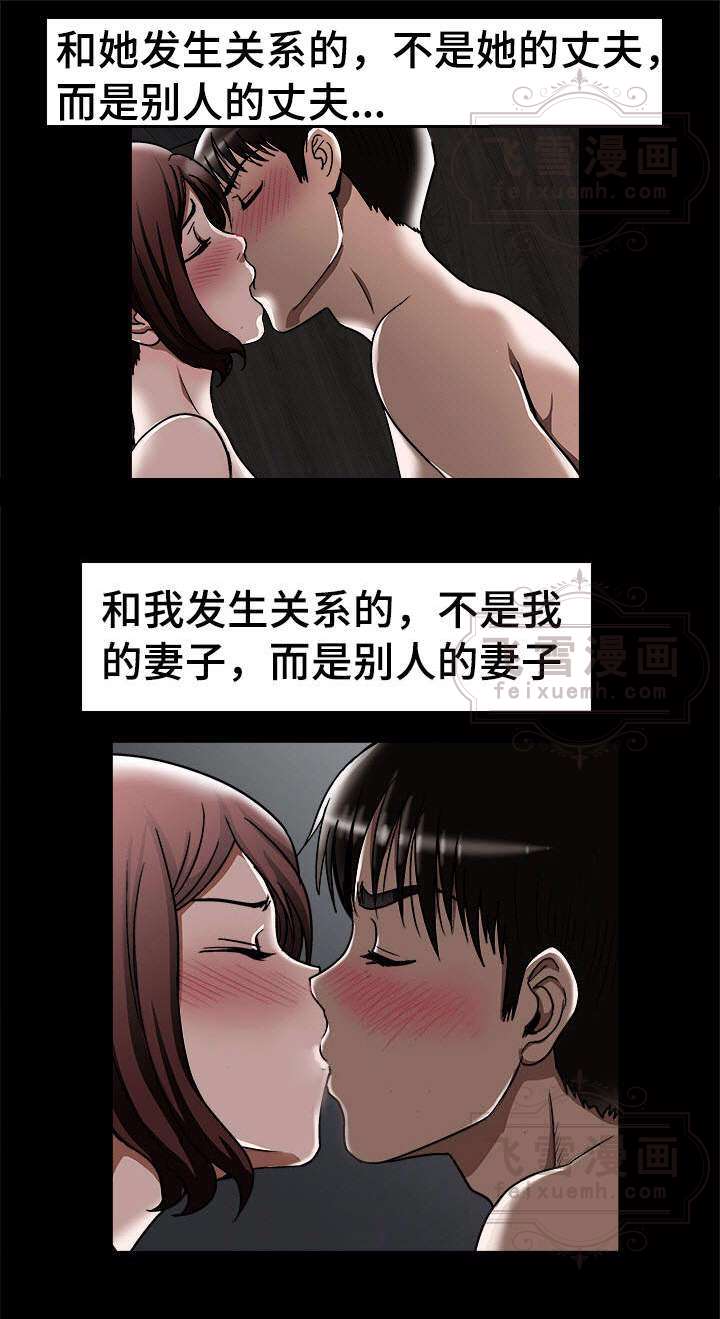 和她发生关系的，不是她的丈夫，
而是别人的丈夫...
飞雪漫画
feixuemh.com
和我发生关系的，不是我
的妻子，而是别人的妻子
飞雪漫画
feixuemh.com
飞雪漫画
feixuemh.com